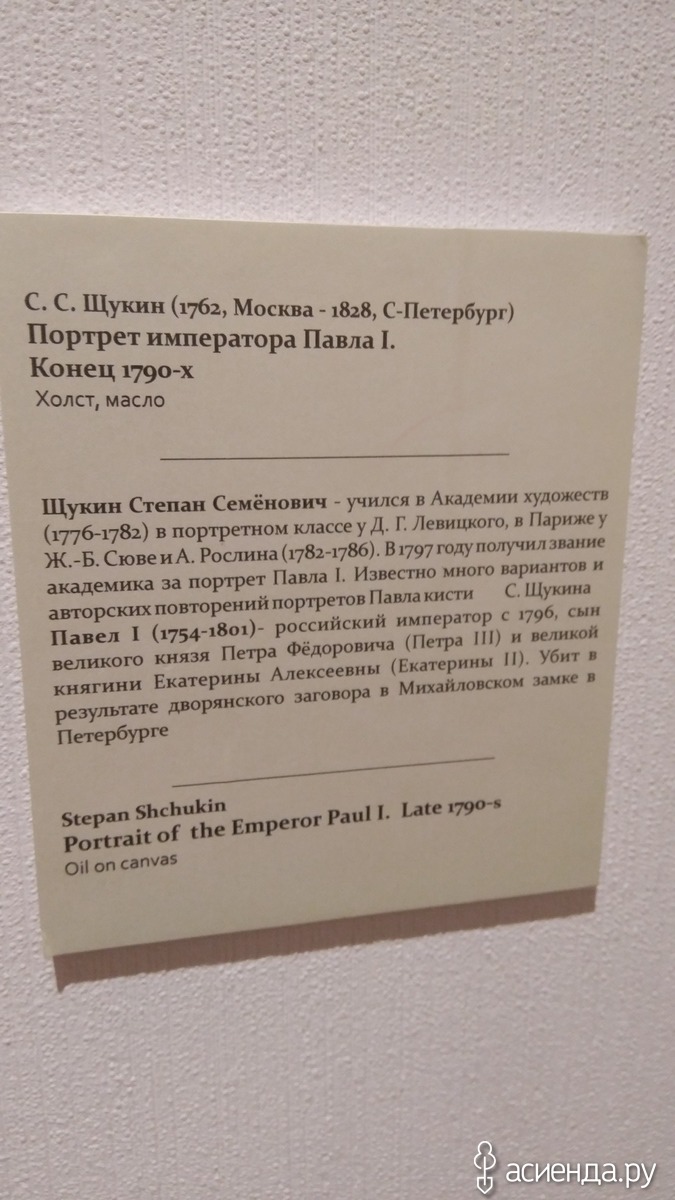 С. С. Щукин (1762, Москва - 1828, С-Петербург)
Портрет императора Павла I.
Конец 1790-х
Холст, масло
Щукин Степан Семёнович - учился в Академии художеств
(1776-1782) в портретном классе у Д. Г. Левицкого, в Париже у
Ж.-Б. Сюве и А. Рослина (1782-1786). В 1797 году получил звание
академика за портрет Павла I. Известно много вариантов и
авторских повторений портретов Павла кисти С. Щукина
Павел I (1754-1801)- российский император с 1796, сын
великого князя Петра Фёдоровича (Петра III) и великой
княгини Екатерины Алексеевны (Екатерины II). Убит в
результате дворянского заговора в Михайловском замке в
Петербурге
Stepan Shchukin
Portrait of the Emperor Paul I. Late 1790-s
Oil on canvas
асиенда.ру